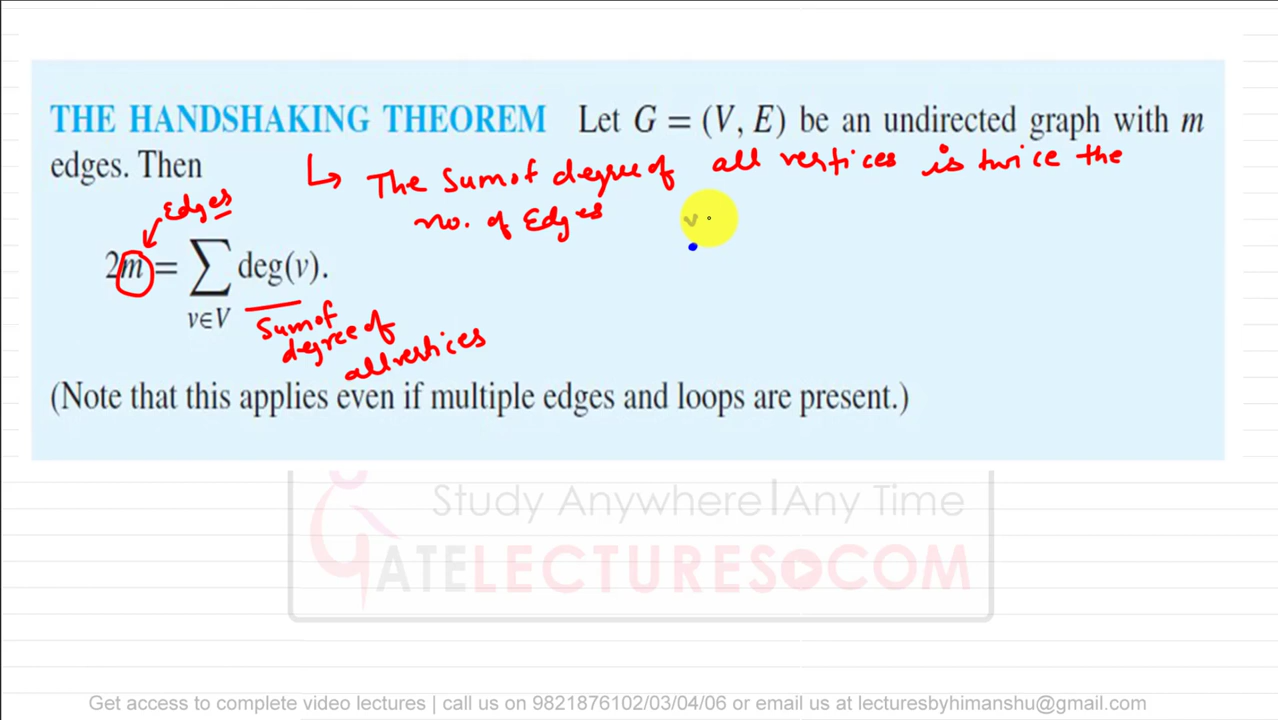 THE HANDSHAKING THEOREM Let G = (V, E) be an undirected graph with m
edges. Then
↳ The sum of degree of all vertices is twice the
no. of Edges
v
Edges
2m = ∑ deg(v).
v∈V
Sum of
degree of
all vertices
(Note that this applies even if multiple edges and loops are present.)
Study Anywhere|Any Time
GATELECTURES.COM
Get access to complete video lectures | call us on 9821876102/03/04/06 or email us at lecturesbyhimanshu@gmail.com